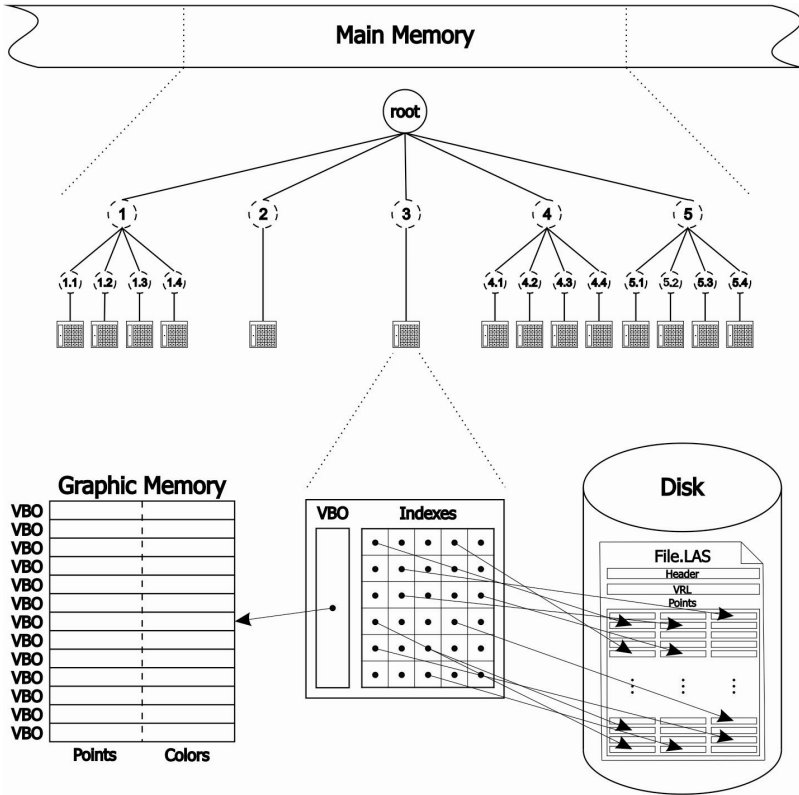 Main Memory
root
1 2 3 4 5
1.1 1.2 1.3 1.4 4.1 4.2 4.3 4.4 5.1 5.2 5.3 5.4
Graphic Memory
VBO
VBO
VBO
VBO
VBO
VBO
VBO
VBO
VBO
VBO
VBO
VBO
VBO
Points Colors
VBO Indexes
Disk
File.LAS
Header
VRL
Points